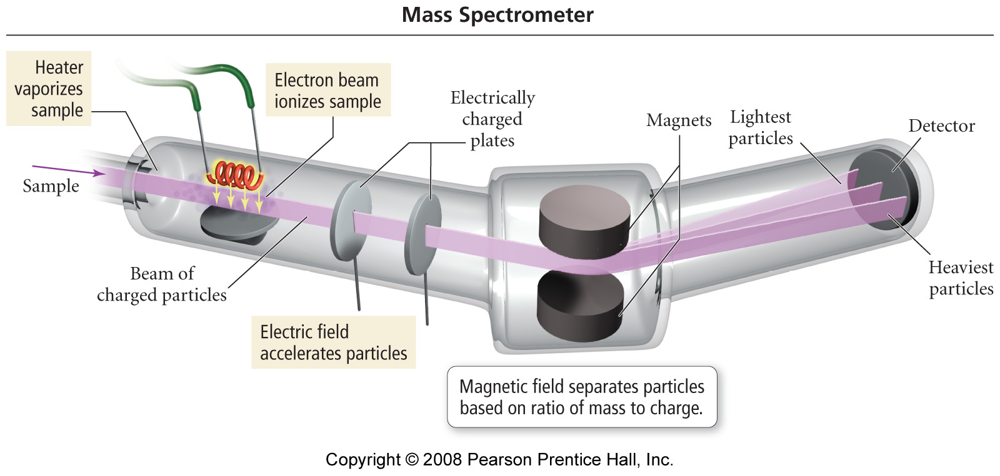 Mass Spectrometer
Heater
vaporizes
sample
Electron beam
ionizes sample
Electrically
charged
plates
Magnets
Lightest
particles
Detector
Sample
Beam of
charged particles
Heaviest
particles
Electric field
accelerates particles
Magnetic field separates particles
based on ratio of mass to charge.
Copyright © 2008 Pearson Prentice Hall, Inc.